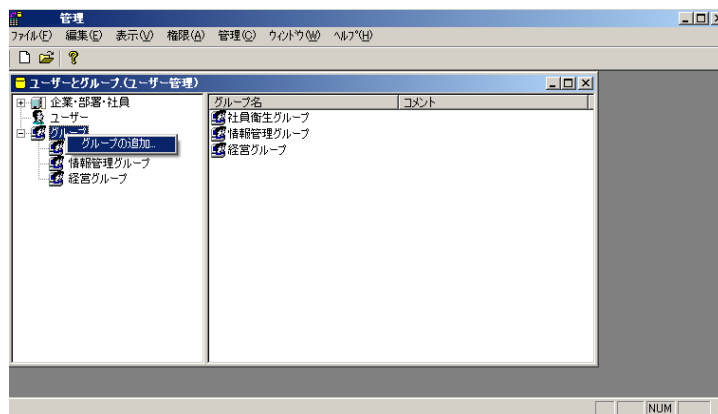 管理
ファイル(F) 編集(E) 表示(V) 権限(A) 管理(C) ウィンドウ(W) ヘルプ(H)
ユーザーとグループ.(ユーザー管理)
企業・部署・社員
ユーザー
グループ
グループの追加...
情報管理グループ
経営グループ
グループ名 コメント
社員衛生グループ
情報管理グループ
経営グループ
NUM